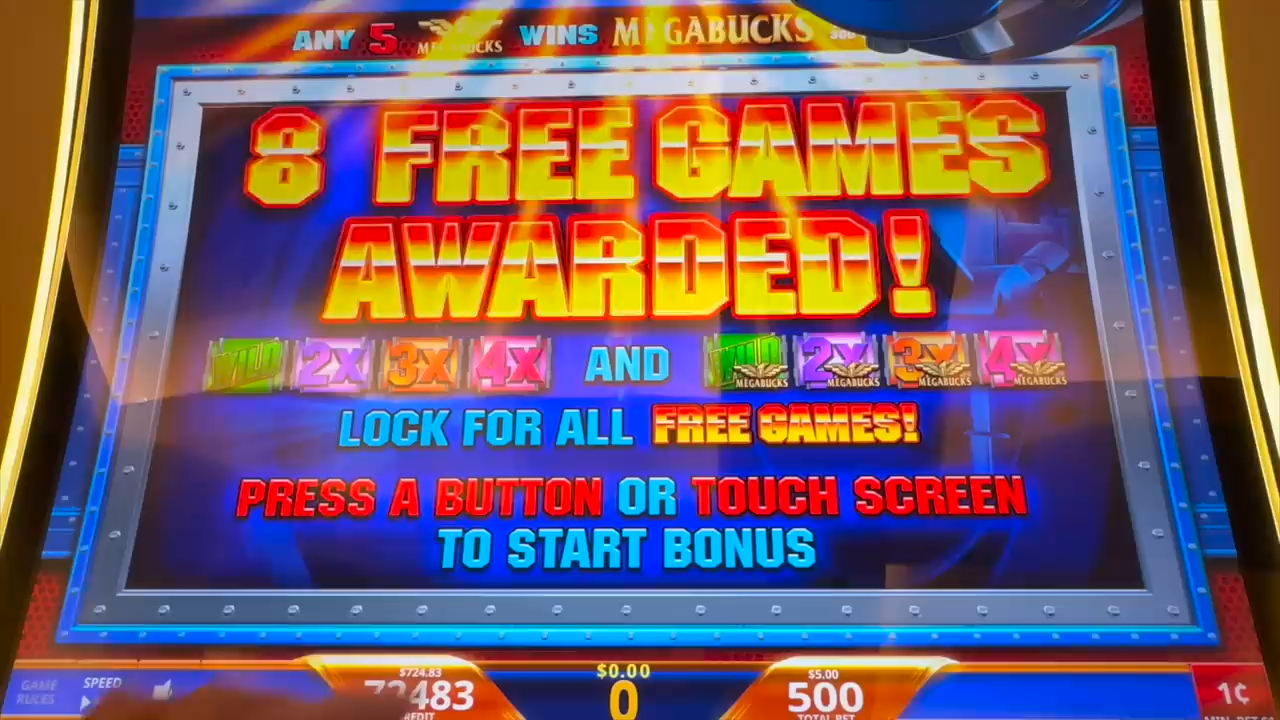 ANY 5 MEGABUCKS WINS MEGABUCKS
8 FREE GAMES
AWARDED!
WILD 2X 3X 4X AND WILD MEGABUCKS 2X MEGABUCKS 3X MEGABUCKS 4X MEGABUCKS
LOCK FOR ALL FREE GAMES!
PRESS A BUTTON OR TOUCH SCREEN
TO START BONUS
GAME RULES
SPEED
$724.83
72483
CREDIT
$0.00
0
$5.00
500
TOTAL BET
1¢